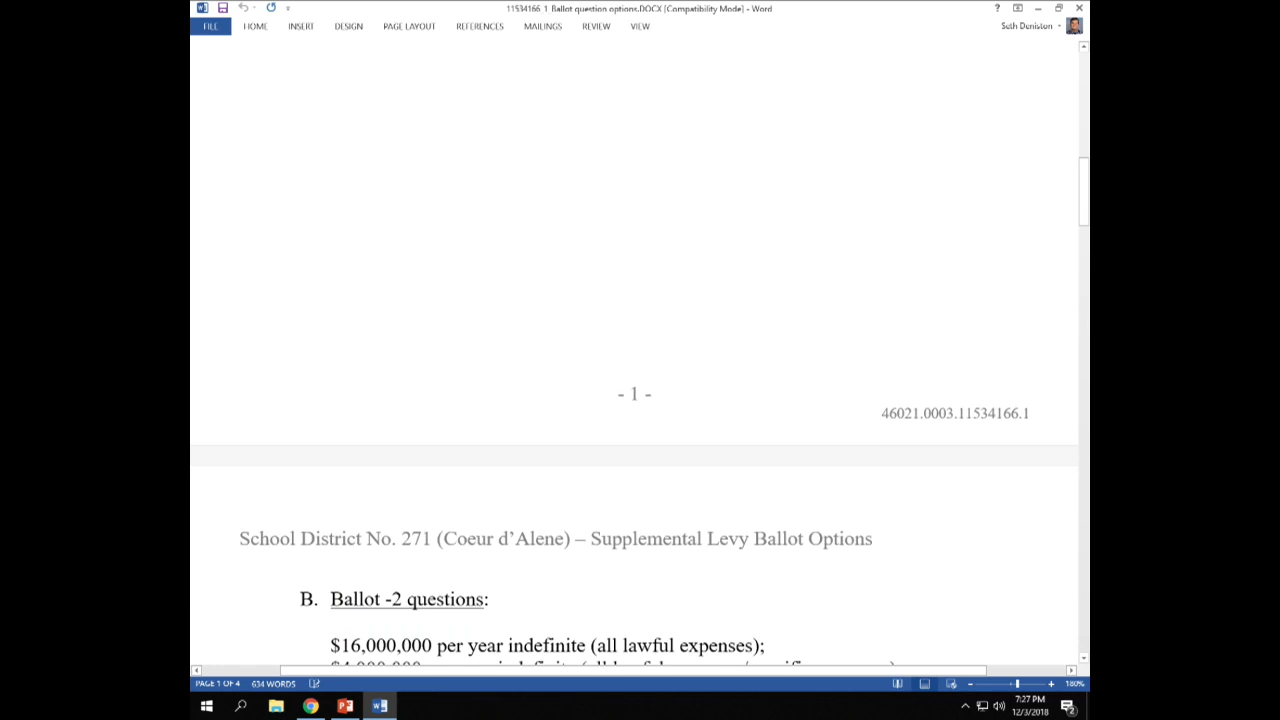 11534166_1_Ballot question options.DOCX [Compatibility Mode] - Word
FILE HOME INSERT DESIGN PAGE LAYOUT REFERENCES MAILINGS REVIEW VIEW
Seth Deniston
- 1 -
46021.0003.11534166.1
School District No. 271 (Coeur d’Alene) – Supplemental Levy Ballot Options
B. Ballot -2 questions:
$16,000,000 per year indefinite (all lawful expenses);
PAGE 1 OF 4 634 WORDS
180%
7:27 PM
12/3/2018
2